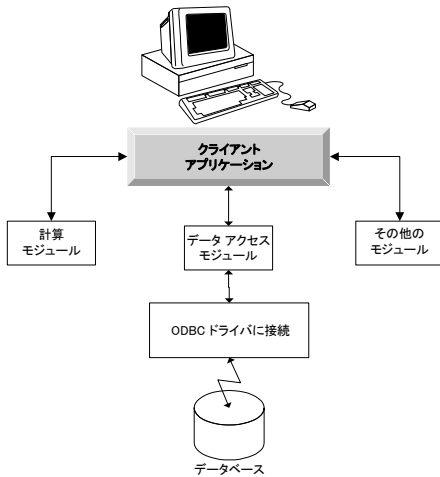 クライアント
アプリケーション
計算
モジュール
データ アクセス
モジュール
その他の
モジュール
ODBC ドライバに接続
データベース